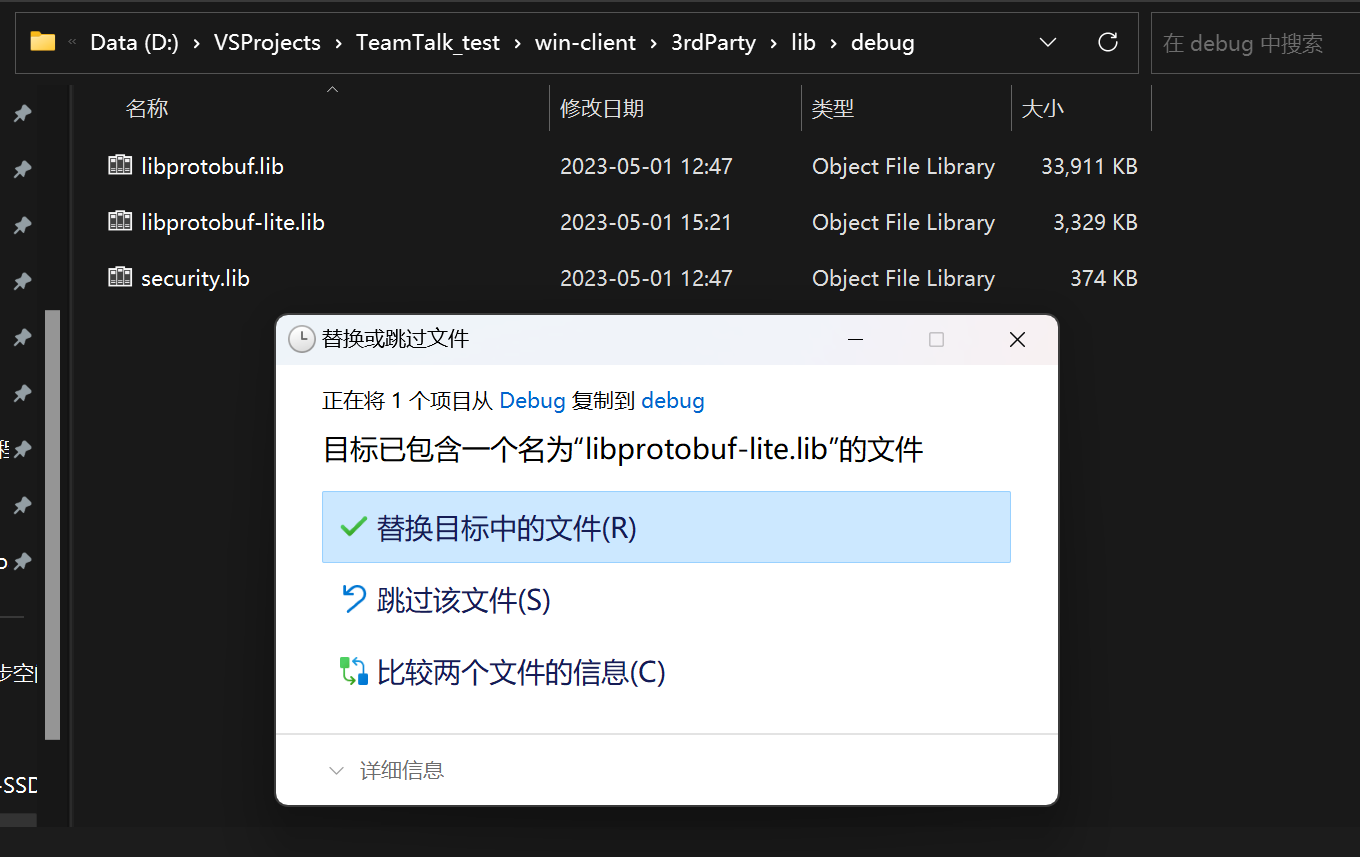 « Data (D:) › VSProjects › TeamTalk_test › win-client › 3rdParty › lib › debug
在 debug 中搜索
名称 修改日期 类型 大小
libprotobuf.lib 2023-05-01 12:47 Object File Library 33,911 KB
libprotobuf-lite.lib 2023-05-01 15:21 Object File Library 3,329 KB
security.lib 2023-05-01 12:47 Object File Library 374 KB
替换或跳过文件
正在将 1 个项目从 Debug 复制到 debug
目标已包含一个名为“libprotobuf-lite.lib”的文件
替换目标中的文件(R)
跳过该文件(S)
比较两个文件的信息(C)
详细信息
步空
-SSD